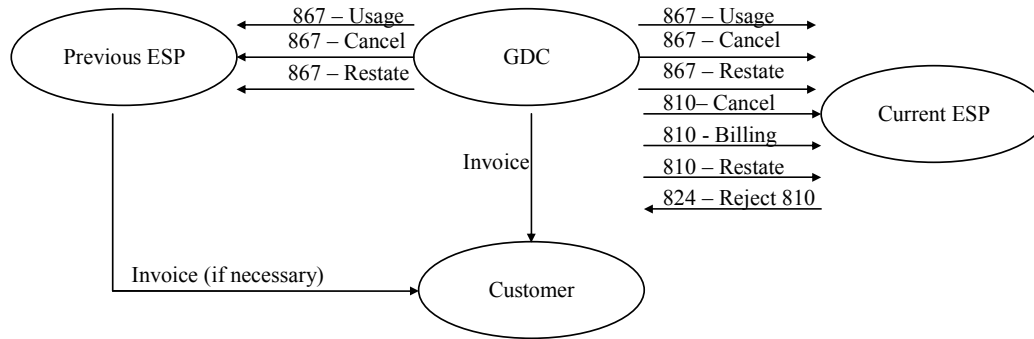 867 – Usage
867 – Cancel
867 – Restate
Previous ESP
GDC
867 – Usage
867 – Cancel
867 – Restate
810– Cancel
810 - Billing
810 – Restate
824 – Reject 810
Current ESP
Invoice
Invoice (if necessary)
Customer